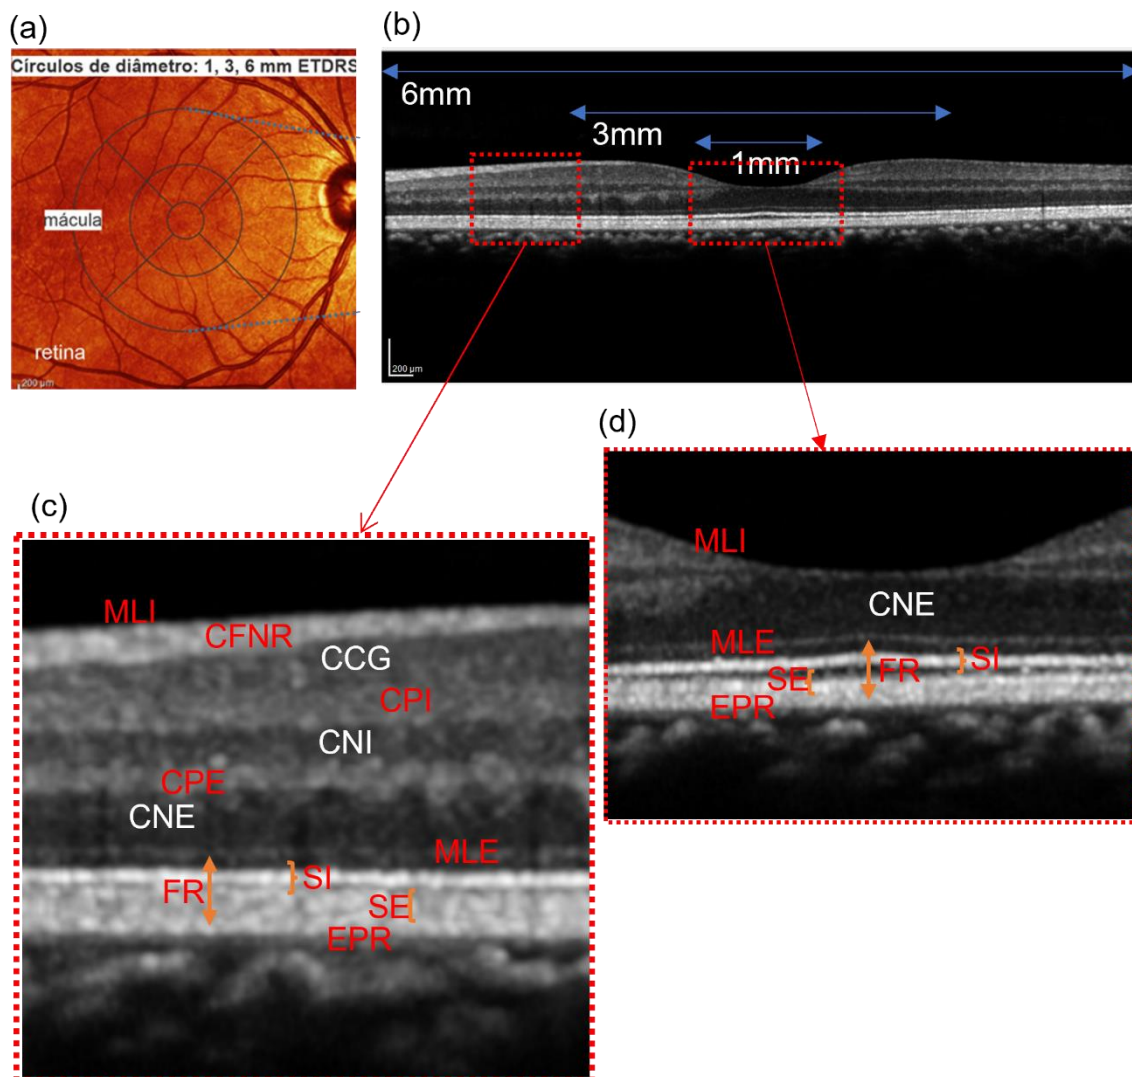 (a)
Círculos de diâmetro: 1, 3, 6 mm ETDRS
mácula
retina
200 µm
(b)
6mm
3mm
1mm
200 µm
(c)
MLI
CFNR
CCG
CPI
CNI
CPE
CNE
MLE
FR
SI
SE
EPR
(d)
MLI
CNE
MLE
FR
SI
SE
EPR